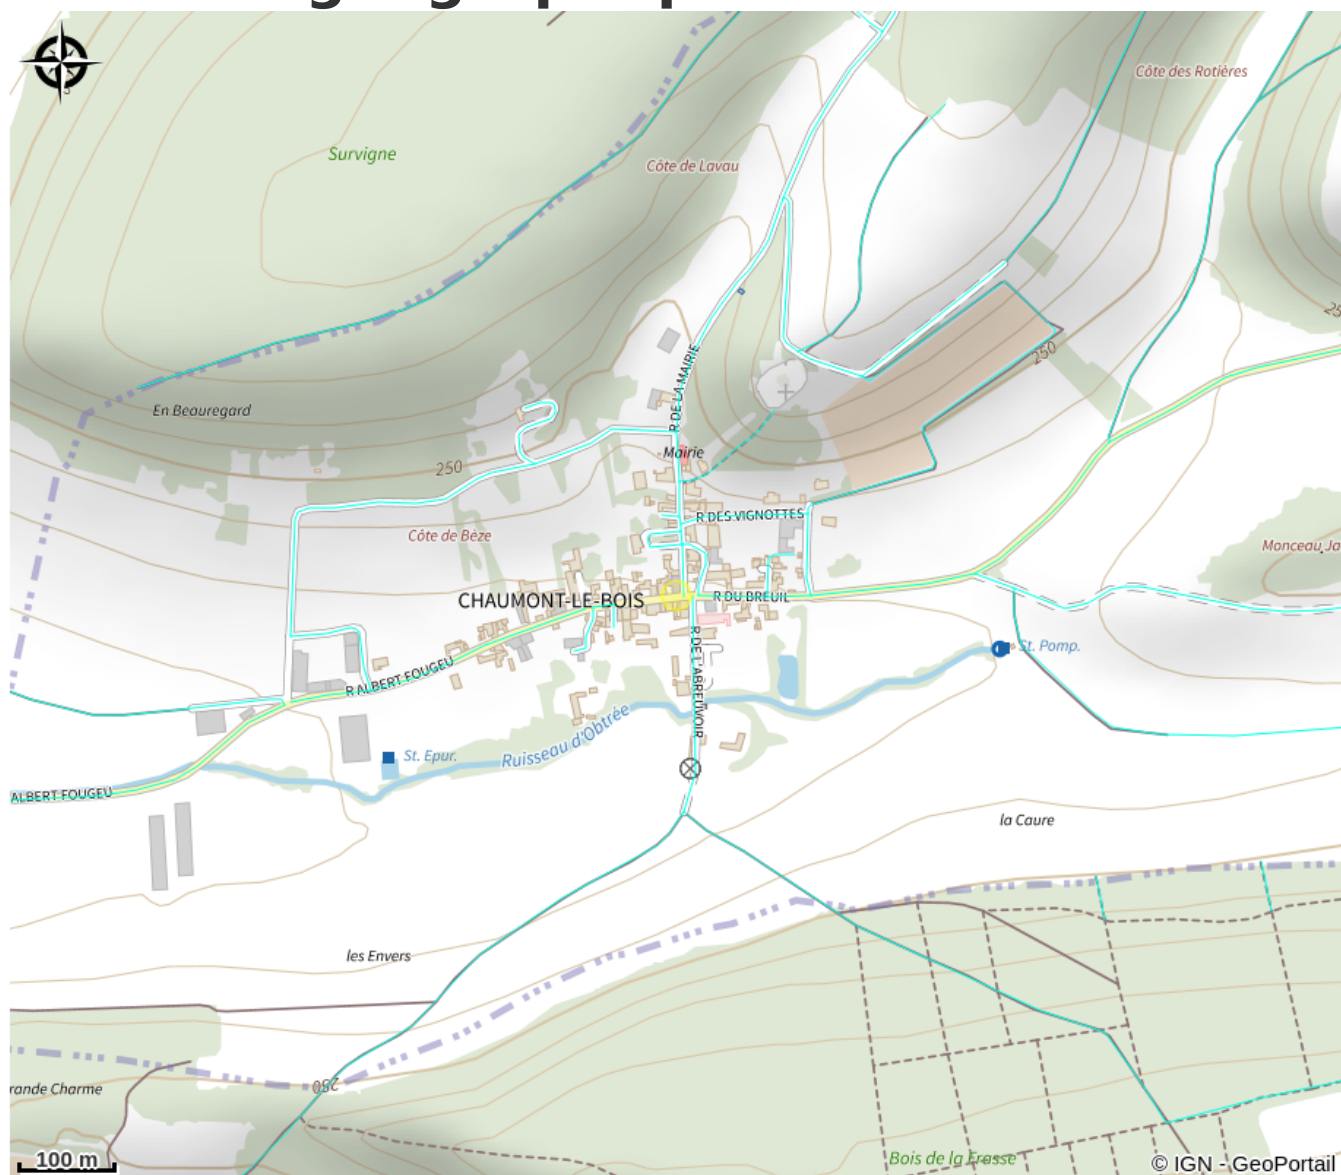 Côte des Rotières
Survigne
Côte de Lavau
250
R DE LA MAIRIE
En Beauregard
Mairie
250
R DES VIGNOTTES
Côte de Bèze
Monceau Ja
CHAUMONT-LE-BOIS
R DU BREUIL
R DE L'ABREUVOIR
St. Pomp.
R ALBERT FOUGEU
Ruisseau d'Obtrée
St. Epur.
ALBERT FOUGEU
la Caure
les Envers
250
rande Charme
100 m
Bois de la Frasse
© IGN - GeoPortail